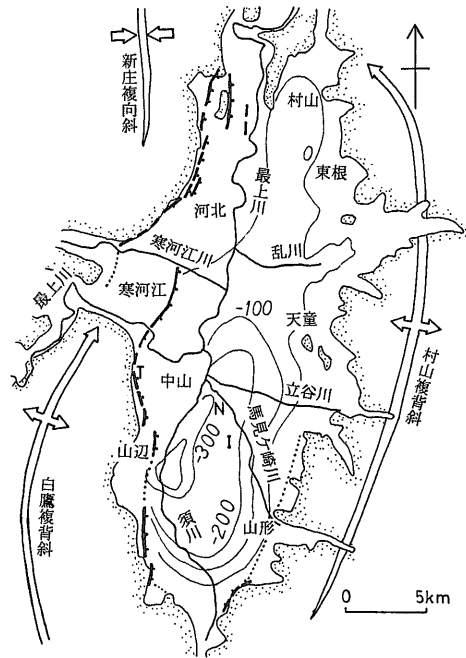 新庄複向斜
村山
0
最上川
東根
河北
寒河江川
乱川
最上川
寒河江
-100
天童
村山複背斜
中山
立谷川
T
N
I
馬見ケ崎川
山辺
-300
白鷹複背斜
須川
-200
山形
0 5km